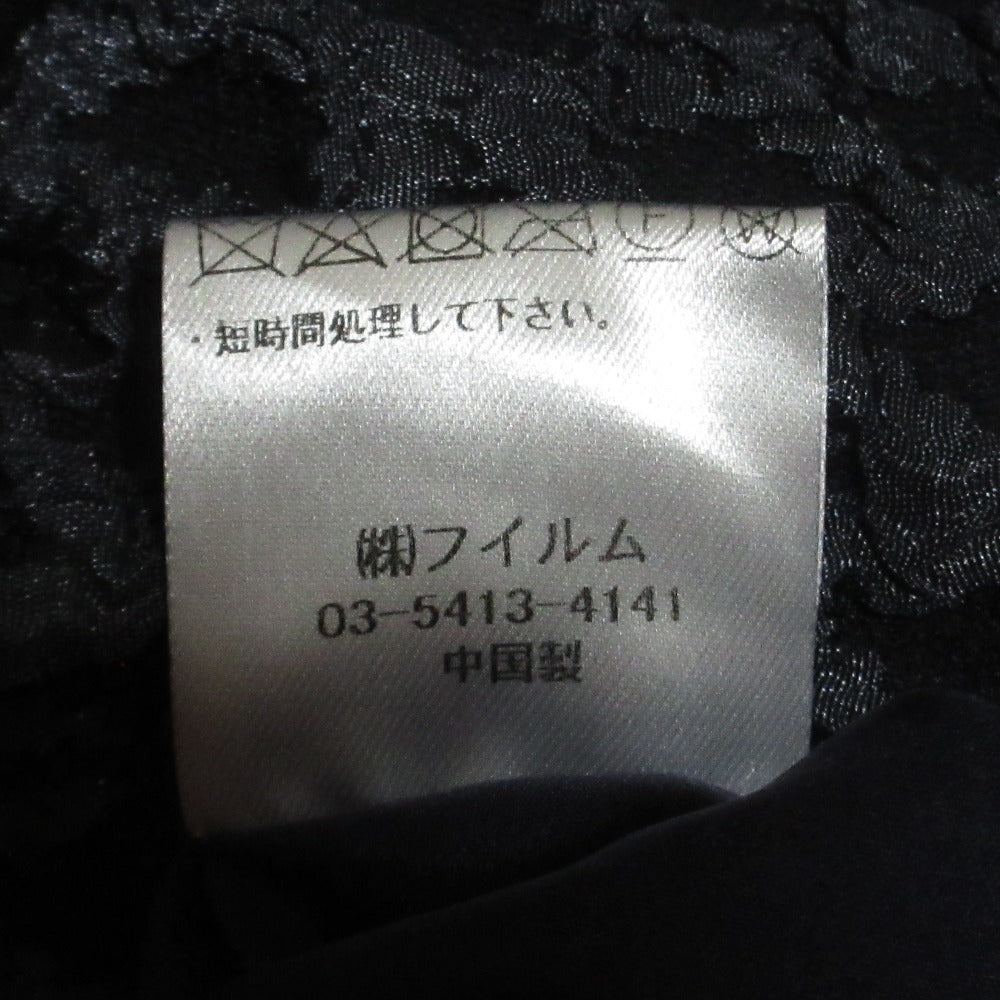 ・短時間処理して下さい。
㈱フイルム
03-5413-4141
中国製